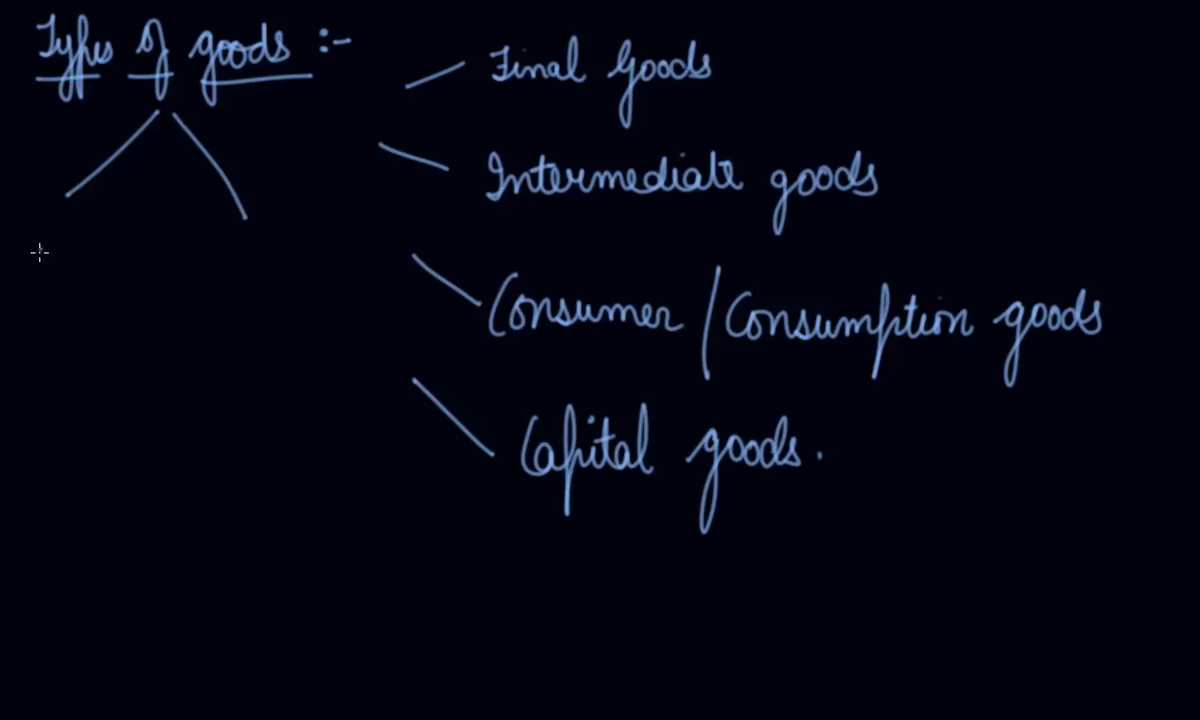 Types of goods :-
Final Goods
Intermediate goods
Consumer / Consumption goods
Capital goods.